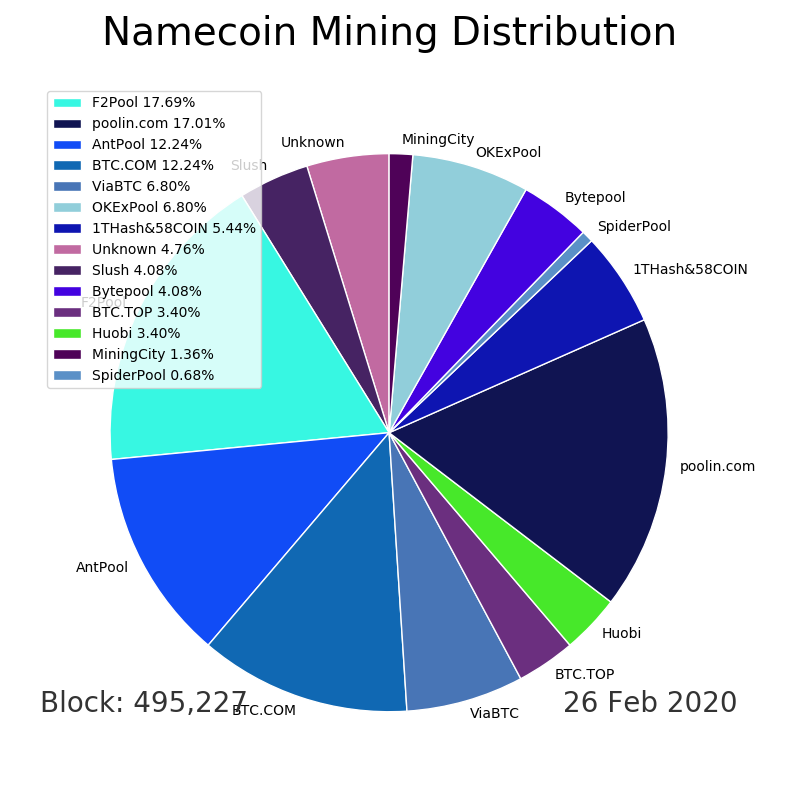 Namecoin Mining Distribution
F2Pool 17.69%
poolin.com 17.01%
AntPool 12.24%
BTC.COM 12.24%
ViaBTC 6.80%
OKExPool 6.80%
1THash&58COIN 5.44%
Unknown 4.76%
Slush 4.08%
Bytepool 4.08%
BTC.TOP 3.40%
Huobi 3.40%
MiningCity 1.36%
SpiderPool 0.68%
MiningCity
OKExPool
Bytepool
SpiderPool
1THash&58COIN
poolin.com
Huobi
BTC.TOP
ViaBTC
BTC.COM
AntPool
F2Pool
Slush
Unknown
Block: 495,227
26 Feb 2020